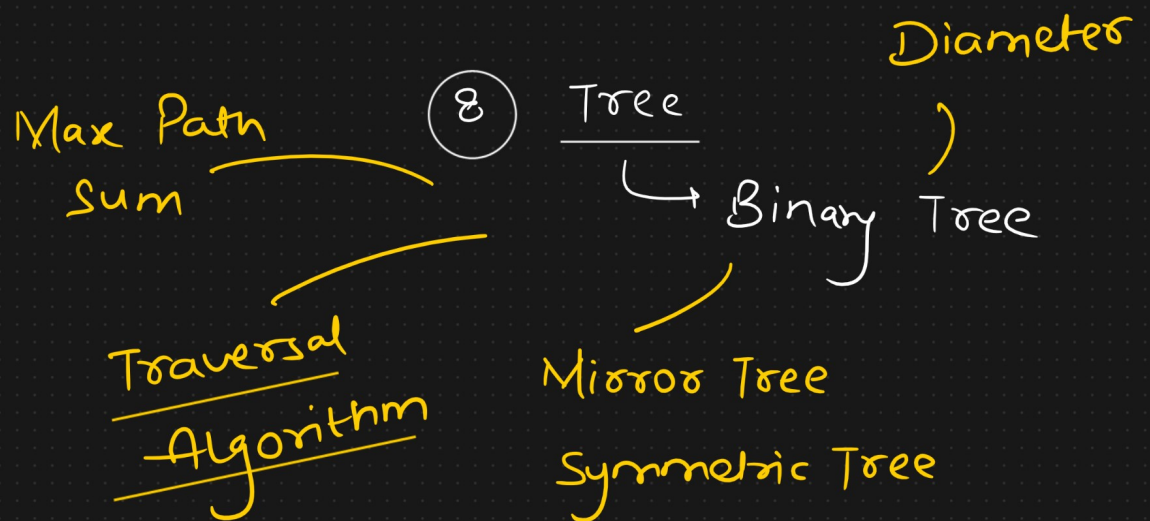 Diameter
8 Tree
Max Path
Sum
Binary Tree
Traversal
Algorithm
Mirror Tree
Symmetric Tree